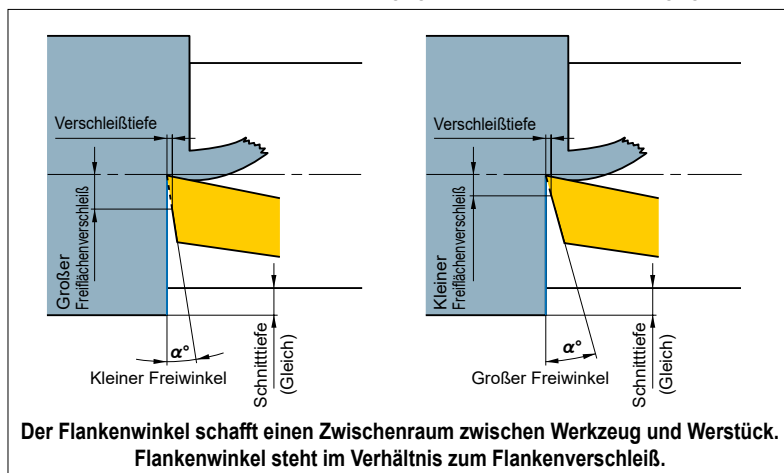 Verschleißtiefe
Großer
Freiflächenverschleiß
α°
Kleiner Freiwinkel
Schnitttiefe
(Gleich)
Verschleißtiefe
Kleiner
Freiflächenverschleiß
α°
Großer Freiwinkel
Schnitttiefe
(Gleich)
Der Flankenwinkel schafft einen Zwischenraum zwischen Werkzeug und Werstück.
Flankenwinkel steht im Verhältnis zum Flankenverschleiß.